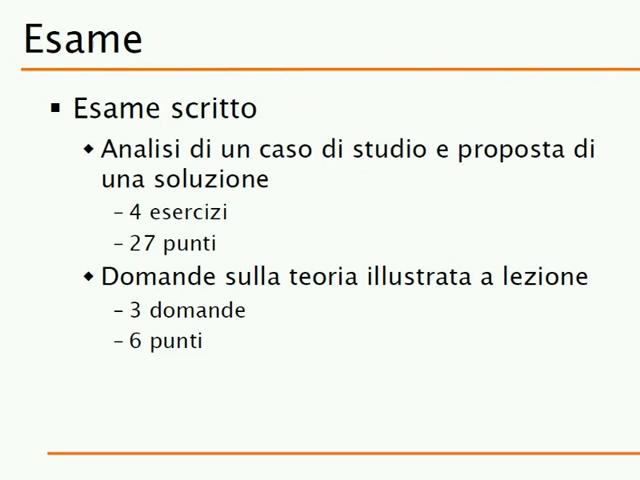 Esame
▪ Esame scritto
◆ Analisi di un caso di studio e proposta di
una soluzione
– 4 esercizi
– 27 punti
◆ Domande sulla teoria illustrata a lezione
– 3 domande
– 6 punti